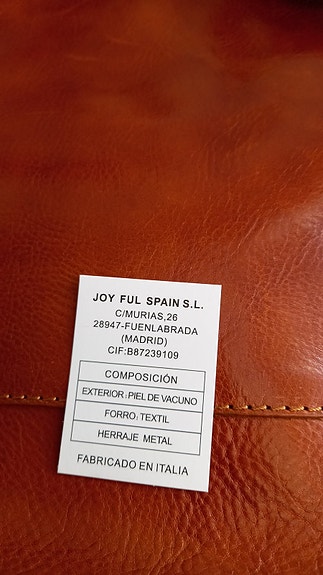 JOY FUL SPAIN S.L.
C/MURIAS,26
28947-FUENLABRADA
(MADRID)
CIF:B87239109
COMPOSICIÓN
EXTERIOR:PIEL DE VACUNO
FORRO: TEXTIL
HERRAJE METAL
FABRICADO EN ITALIA